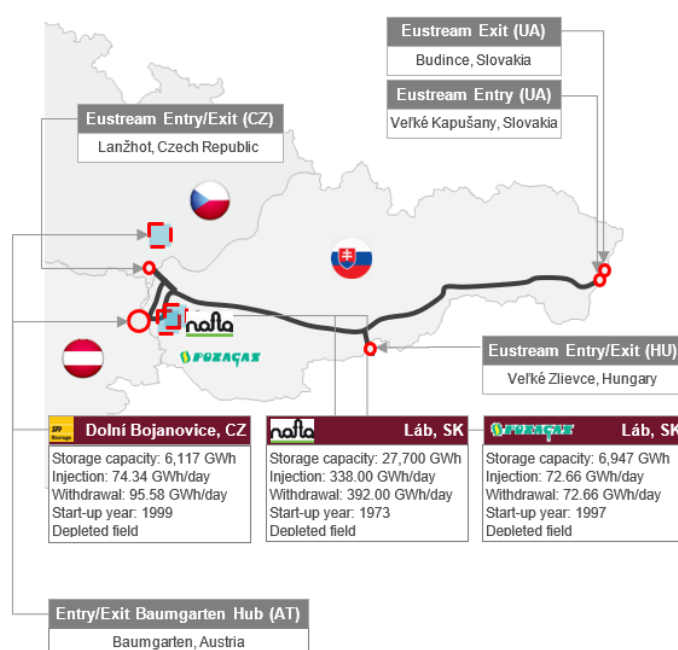 Eustream Exit (UA)
Budince, Slovakia
Eustream Entry (UA)
Veľké Kapušany, Slovakia
Eustream Entry/Exit (CZ)
Lanžhot, Czech Republic
nafta
POZAGAS
Eustream Entry/Exit (HU)
Veľké Zlievce, Hungary
SPP
Storage
Dolní Bojanovice, CZ
Storage capacity: 6,117 GWh
Injection: 74.34 GWh/day
Withdrawal: 95.58 GWh/day
Start-up year: 1999
Depleted field
nafta
Láb, SK
Storage capacity: 27,700 GWh
Injection: 338.00 GWh/day
Withdrawal: 392.00 GWh/day
Start-up year: 1973
Depleted field
POZAGAS
Láb, SK
Storage capacity: 6,947 GWh
Injection: 72.66 GWh/day
Withdrawal: 72.66 GWh/day
Start-up year: 1997
Depleted field
Entry/Exit Baumgarten Hub (AT)
Baumgarten, Austria